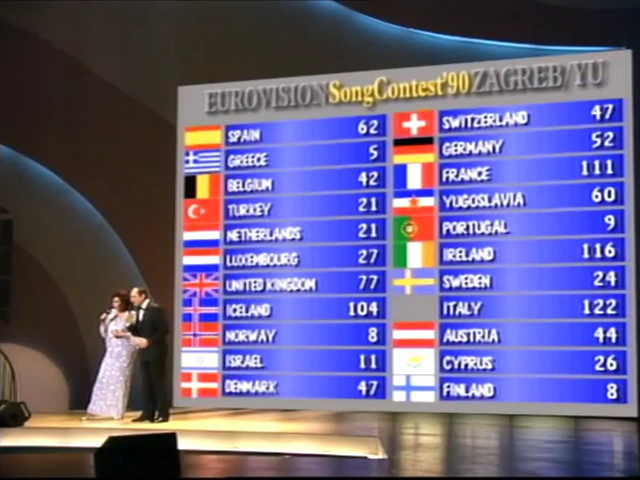 EUROVISION SongContest'90 ZAGREB/YU
SPAIN 62
GREECE 5
BELGIUM 42
TURKEY 21
NETHERLANDS 21
LUXEMBOURG 27
UNITED KINGDOM 77
ICELAND 104
NORWAY 8
ISRAEL 11
DENMARK 47
SWITZERLAND 47
GERMANY 52
FRANCE 111
YUGOSLAVIA 60
PORTUGAL 9
IRELAND 116
SWEDEN 24
ITALY 122
AUSTRIA 44
CYPRUS 26
FINLAND 8